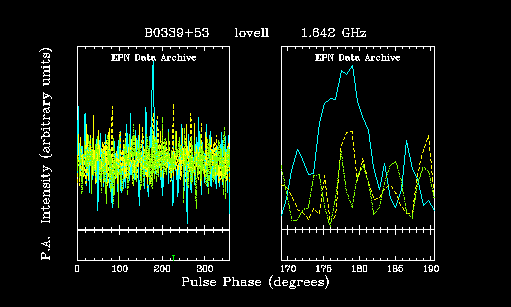 B0339+53 lovell 1.642 GHz
EPN Data Archive EPN Data Archive
P.A. Intensity (arbitrary units)
0 100 200 300 170 175 180 185 190
Pulse Phase (degrees)